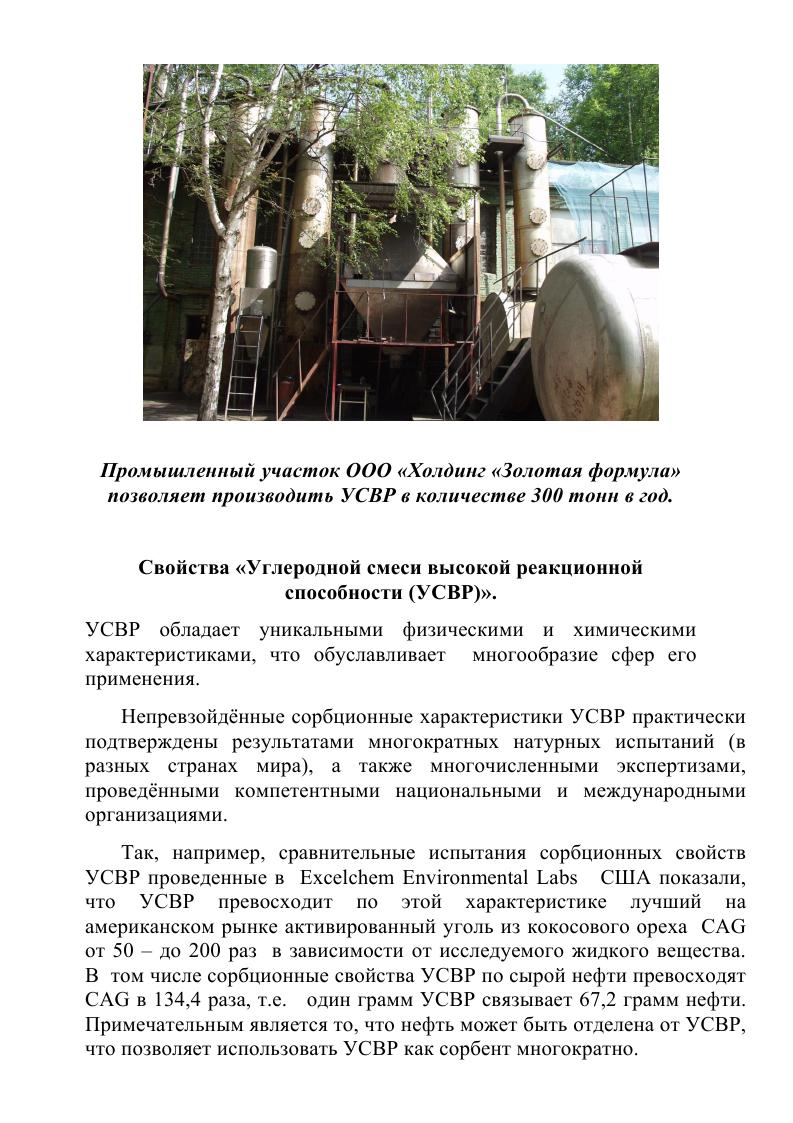 Промышленный участок ООО «Холдинг «Золотая формула»
позволяет производить УСВР в количестве 300 тонн в год.
Свойства «Углеродной смеси высокой реакционной
способности (УСВР)».
УСВР обладает уникальными физическими и химическими
характеристиками, что обуславливает многообразие сфер его
применения.
Непревзойдённые сорбционные характеристики УСВР практически
подтверждены результатами многократных натурных испытаний (в
разных странах мира), а также многочисленными экспертизами,
проведёнными компетентными национальными и международными
организациями.
Так, например, сравнительные испытания сорбционных свойств
УСВР проведенные в Excelchem Environmental Labs США показали,
что УСВР превосходит по этой характеристике лучший на
американском рынке активированный уголь из кокосового ореха CAG
от 50 – до 200 раз в зависимости от исследуемого жидкого вещества.
В том числе сорбционные свойства УСВР по сырой нефти превосходят
CAG в 134,4 раза, т.е. один грамм УСВР связывает 67,2 грамм нефти.
Примечательным является то, что нефть может быть отделена от УСВР,
что позволяет использовать УСВР как сорбент многократно.